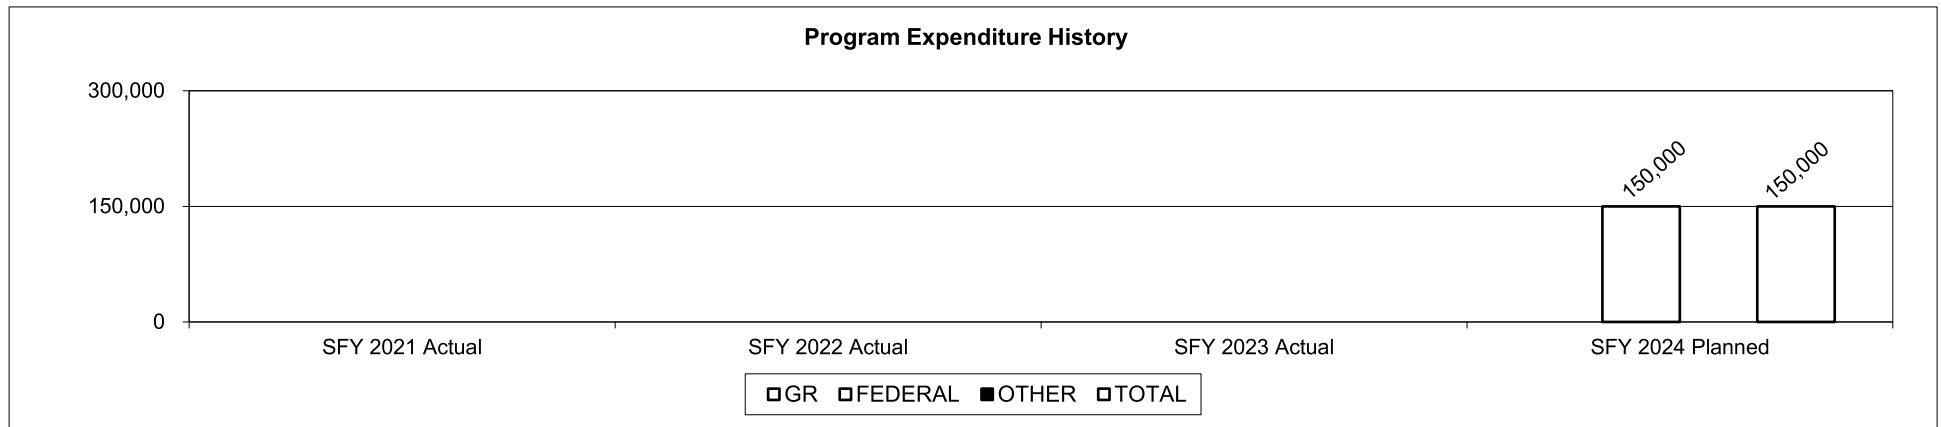 Program Expenditure History
300,000
150,000
0
150,000 150,000
SFY 2021 Actual SFY 2022 Actual SFY 2023 Actual SFY 2024 Planned
GR FEDERAL OTHER TOTAL